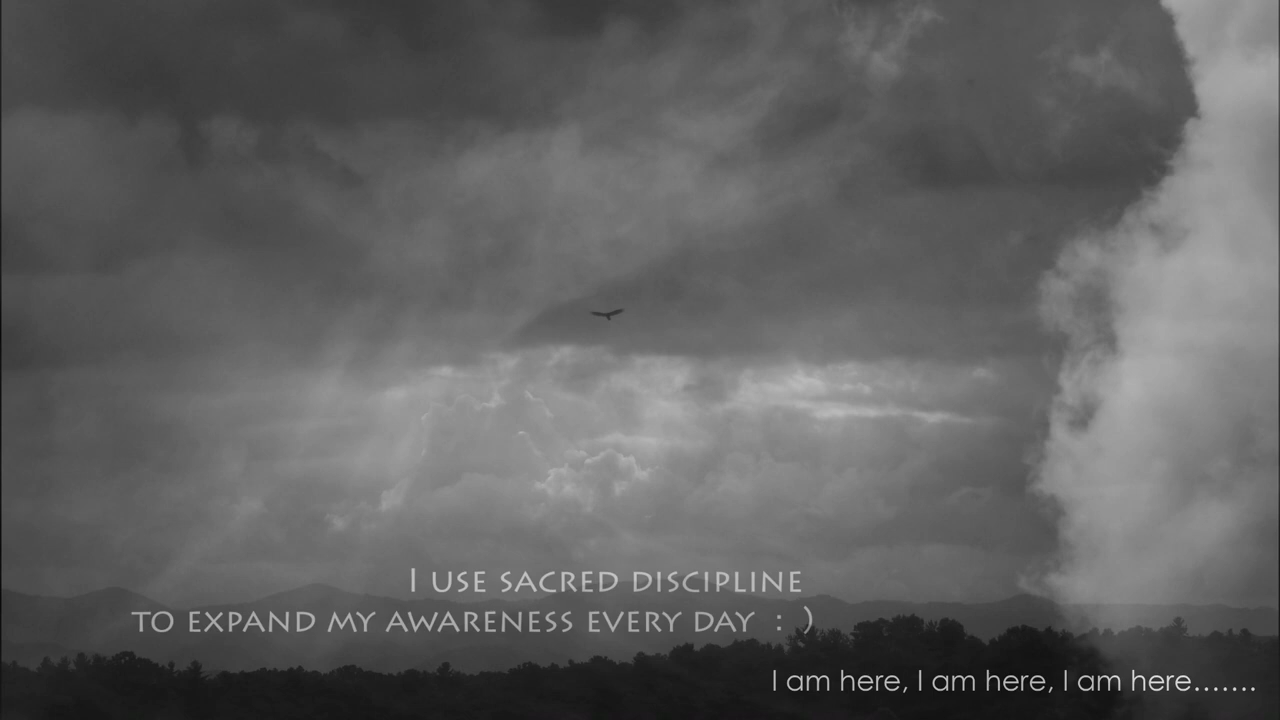 I USE SACRED DISCIPLINE
TO EXPAND MY AWARENESS EVERY DAY : )
I am here, I am here, I am here.......